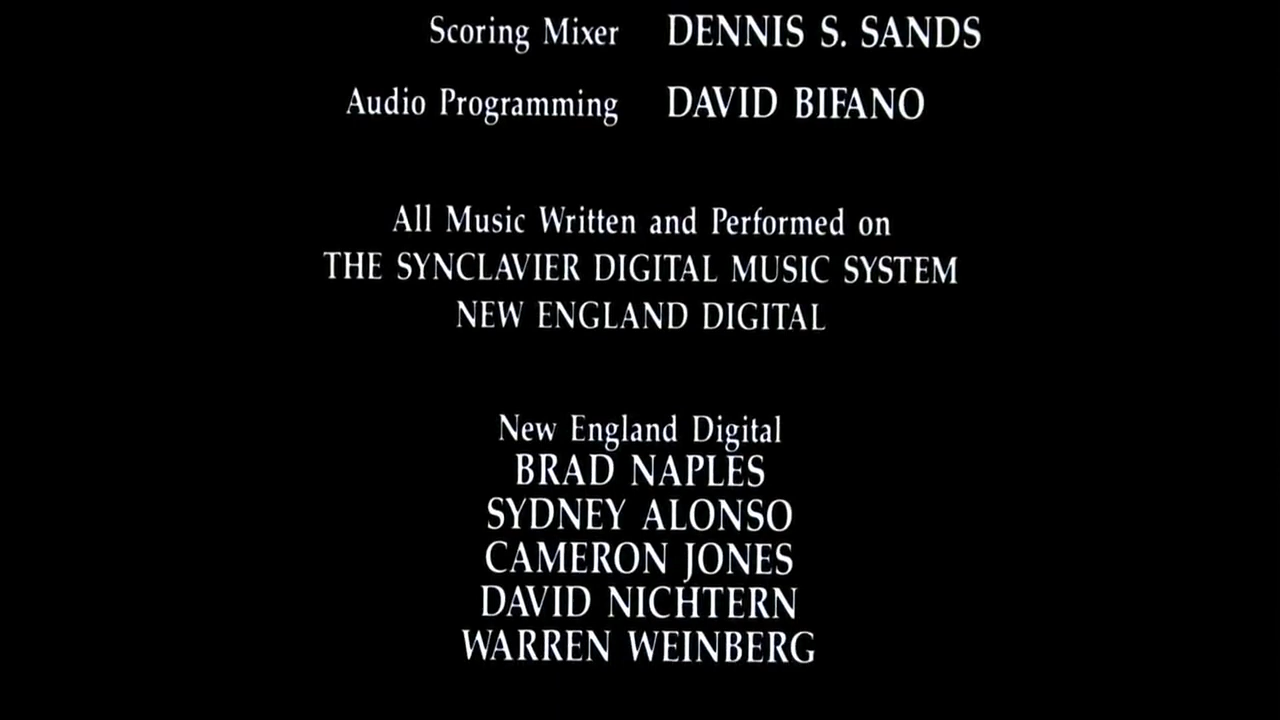 Scoring Mixer DENNIS S. SANDS
Audio Programming DAVID BIFANO
All Music Written and Performed on
THE SYNCLAVIER DIGITAL MUSIC SYSTEM
NEW ENGLAND DIGITAL
New England Digital
BRAD NAPLES
SYDNEY ALONSO
CAMERON JONES
DAVID NICHTERN
WARREN WEINBERG